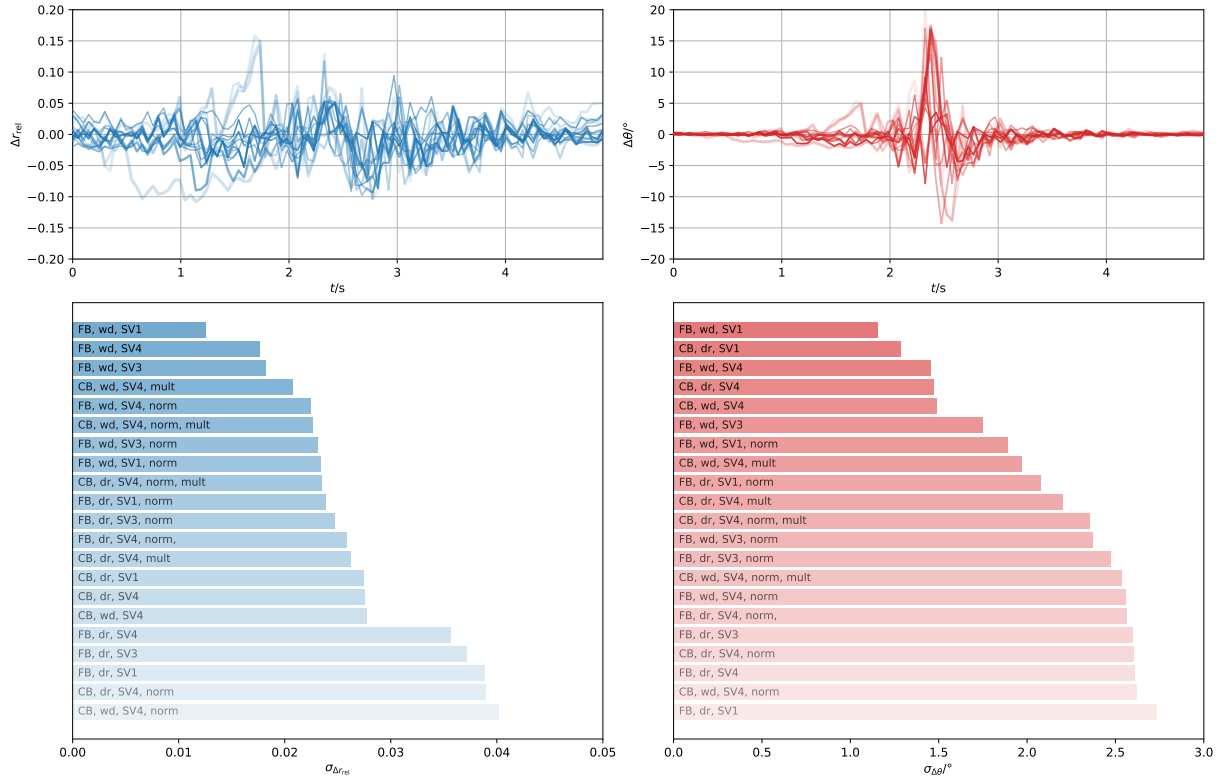 0.20
0.15
0.10
0.05
0.00
−0.05
−0.10
−0.15
−0.20
Δr_rel
0 1 2 3 4
t/s
20
15
10
5
0
−5
−10
−15
−20
Δθ/°
0 1 2 3 4
t/s
FB, wd, SV1
FB, wd, SV4
FB, wd, SV3
CB, wd, SV4, mult
FB, wd, SV4, norm
CB, wd, SV4, norm, mult
FB, wd, SV3, norm
FB, wd, SV1, norm
CB, dr, SV4, norm, mult
FB, dr, SV1, norm
FB, dr, SV3, norm
FB, dr, SV4, norm,
CB, dr, SV4, mult
CB, dr, SV1
CB, dr, SV4
CB, wd, SV4
FB, dr, SV4
FB, dr, SV3
FB, dr, SV1
CB, dr, SV4, norm
CB, wd, SV4, norm
0.00 0.01 0.02 0.03 0.04 0.05
σ_Δr_rel
FB, wd, SV1
CB, dr, SV1
FB, wd, SV4
CB, dr, SV4
CB, wd, SV4
FB, wd, SV3
FB, wd, SV1, norm
CB, wd, SV4, mult
FB, dr, SV1, norm
CB, dr, SV4, mult
CB, dr, SV4, norm, mult
FB, wd, SV3, norm
FB, dr, SV3, norm
CB, wd, SV4, norm, mult
FB, wd, SV4, norm
FB, dr, SV4, norm,
FB, dr, SV3
CB, dr, SV4, norm
FB, dr, SV4
CB, wd, SV4, norm
FB, dr, SV1
0.0 0.5 1.0 1.5 2.0 2.5 3.0
σ_Δθ/°